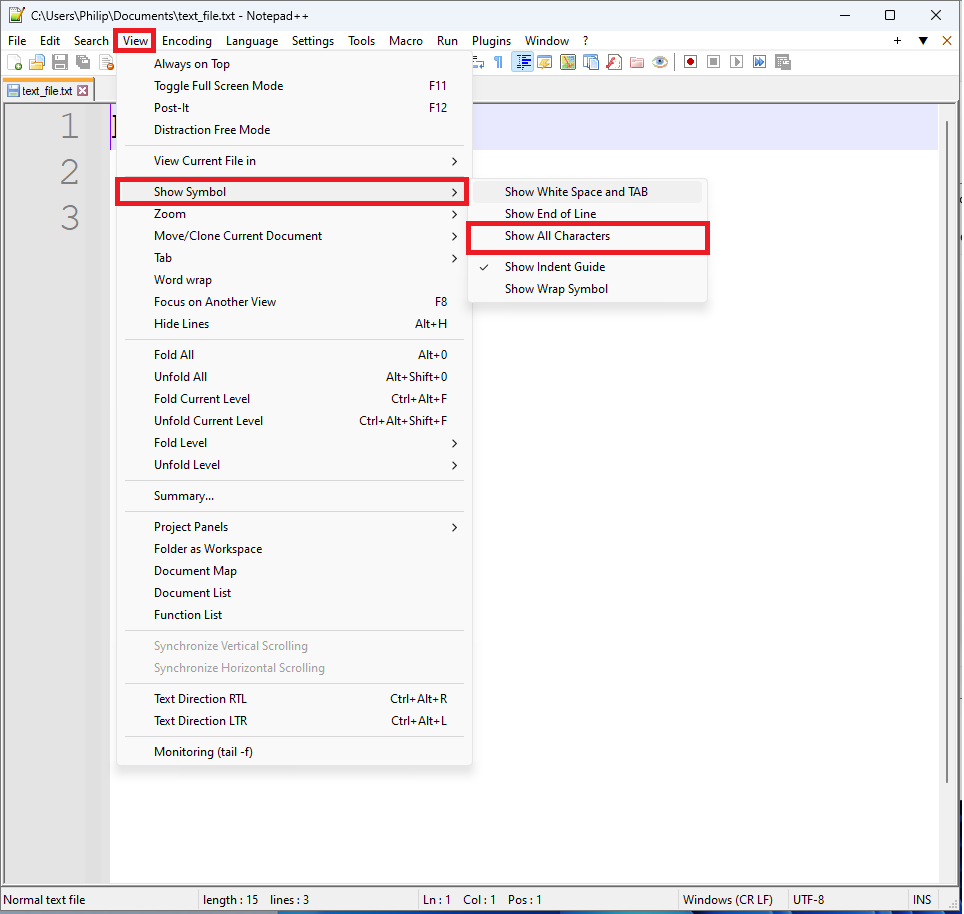 C:\Users\Philip\Documents\text_file.txt - Notepad++
File Edit Search View Encoding Language Settings Tools Macro Run Plugins Window ?
text_file.txt
1
2
3
Always on Top
Toggle Full Screen Mode F11
Post-It F12
Distraction Free Mode
View Current File in
Show Symbol
Zoom
Move/Clone Current Document
Tab
Word wrap
Focus on Another View F8
Hide Lines Alt+H
Fold All Alt+0
Unfold All Alt+Shift+0
Fold Current Level Ctrl+Alt+F
Unfold Current Level Ctrl+Alt+Shift+F
Fold Level
Unfold Level
Summary...
Project Panels
Folder as Workspace
Document Map
Document List
Function List
Synchronize Vertical Scrolling
Synchronize Horizontal Scrolling
Text Direction RTL Ctrl+Alt+R
Text Direction LTR Ctrl+Alt+L
Monitoring (tail -f)
Show White Space and TAB
Show End of Line
Show All Characters
Show Indent Guide
Show Wrap Symbol
Normal text file length : 15 lines : 3 Ln : 1 Col : 1 Pos : 1 Windows (CR LF) UTF-8 INS